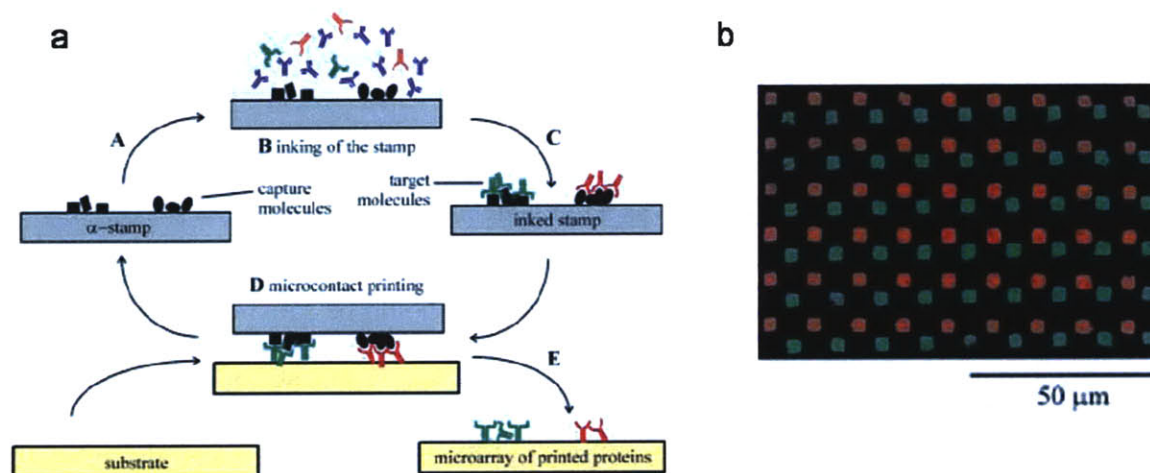 a
b
A
B inking of the stamp
C
capture
molecules
target
molecules
α-stamp
inked stamp
D microcontact printing
E
50 µm
substrate
microarray of printed proteins